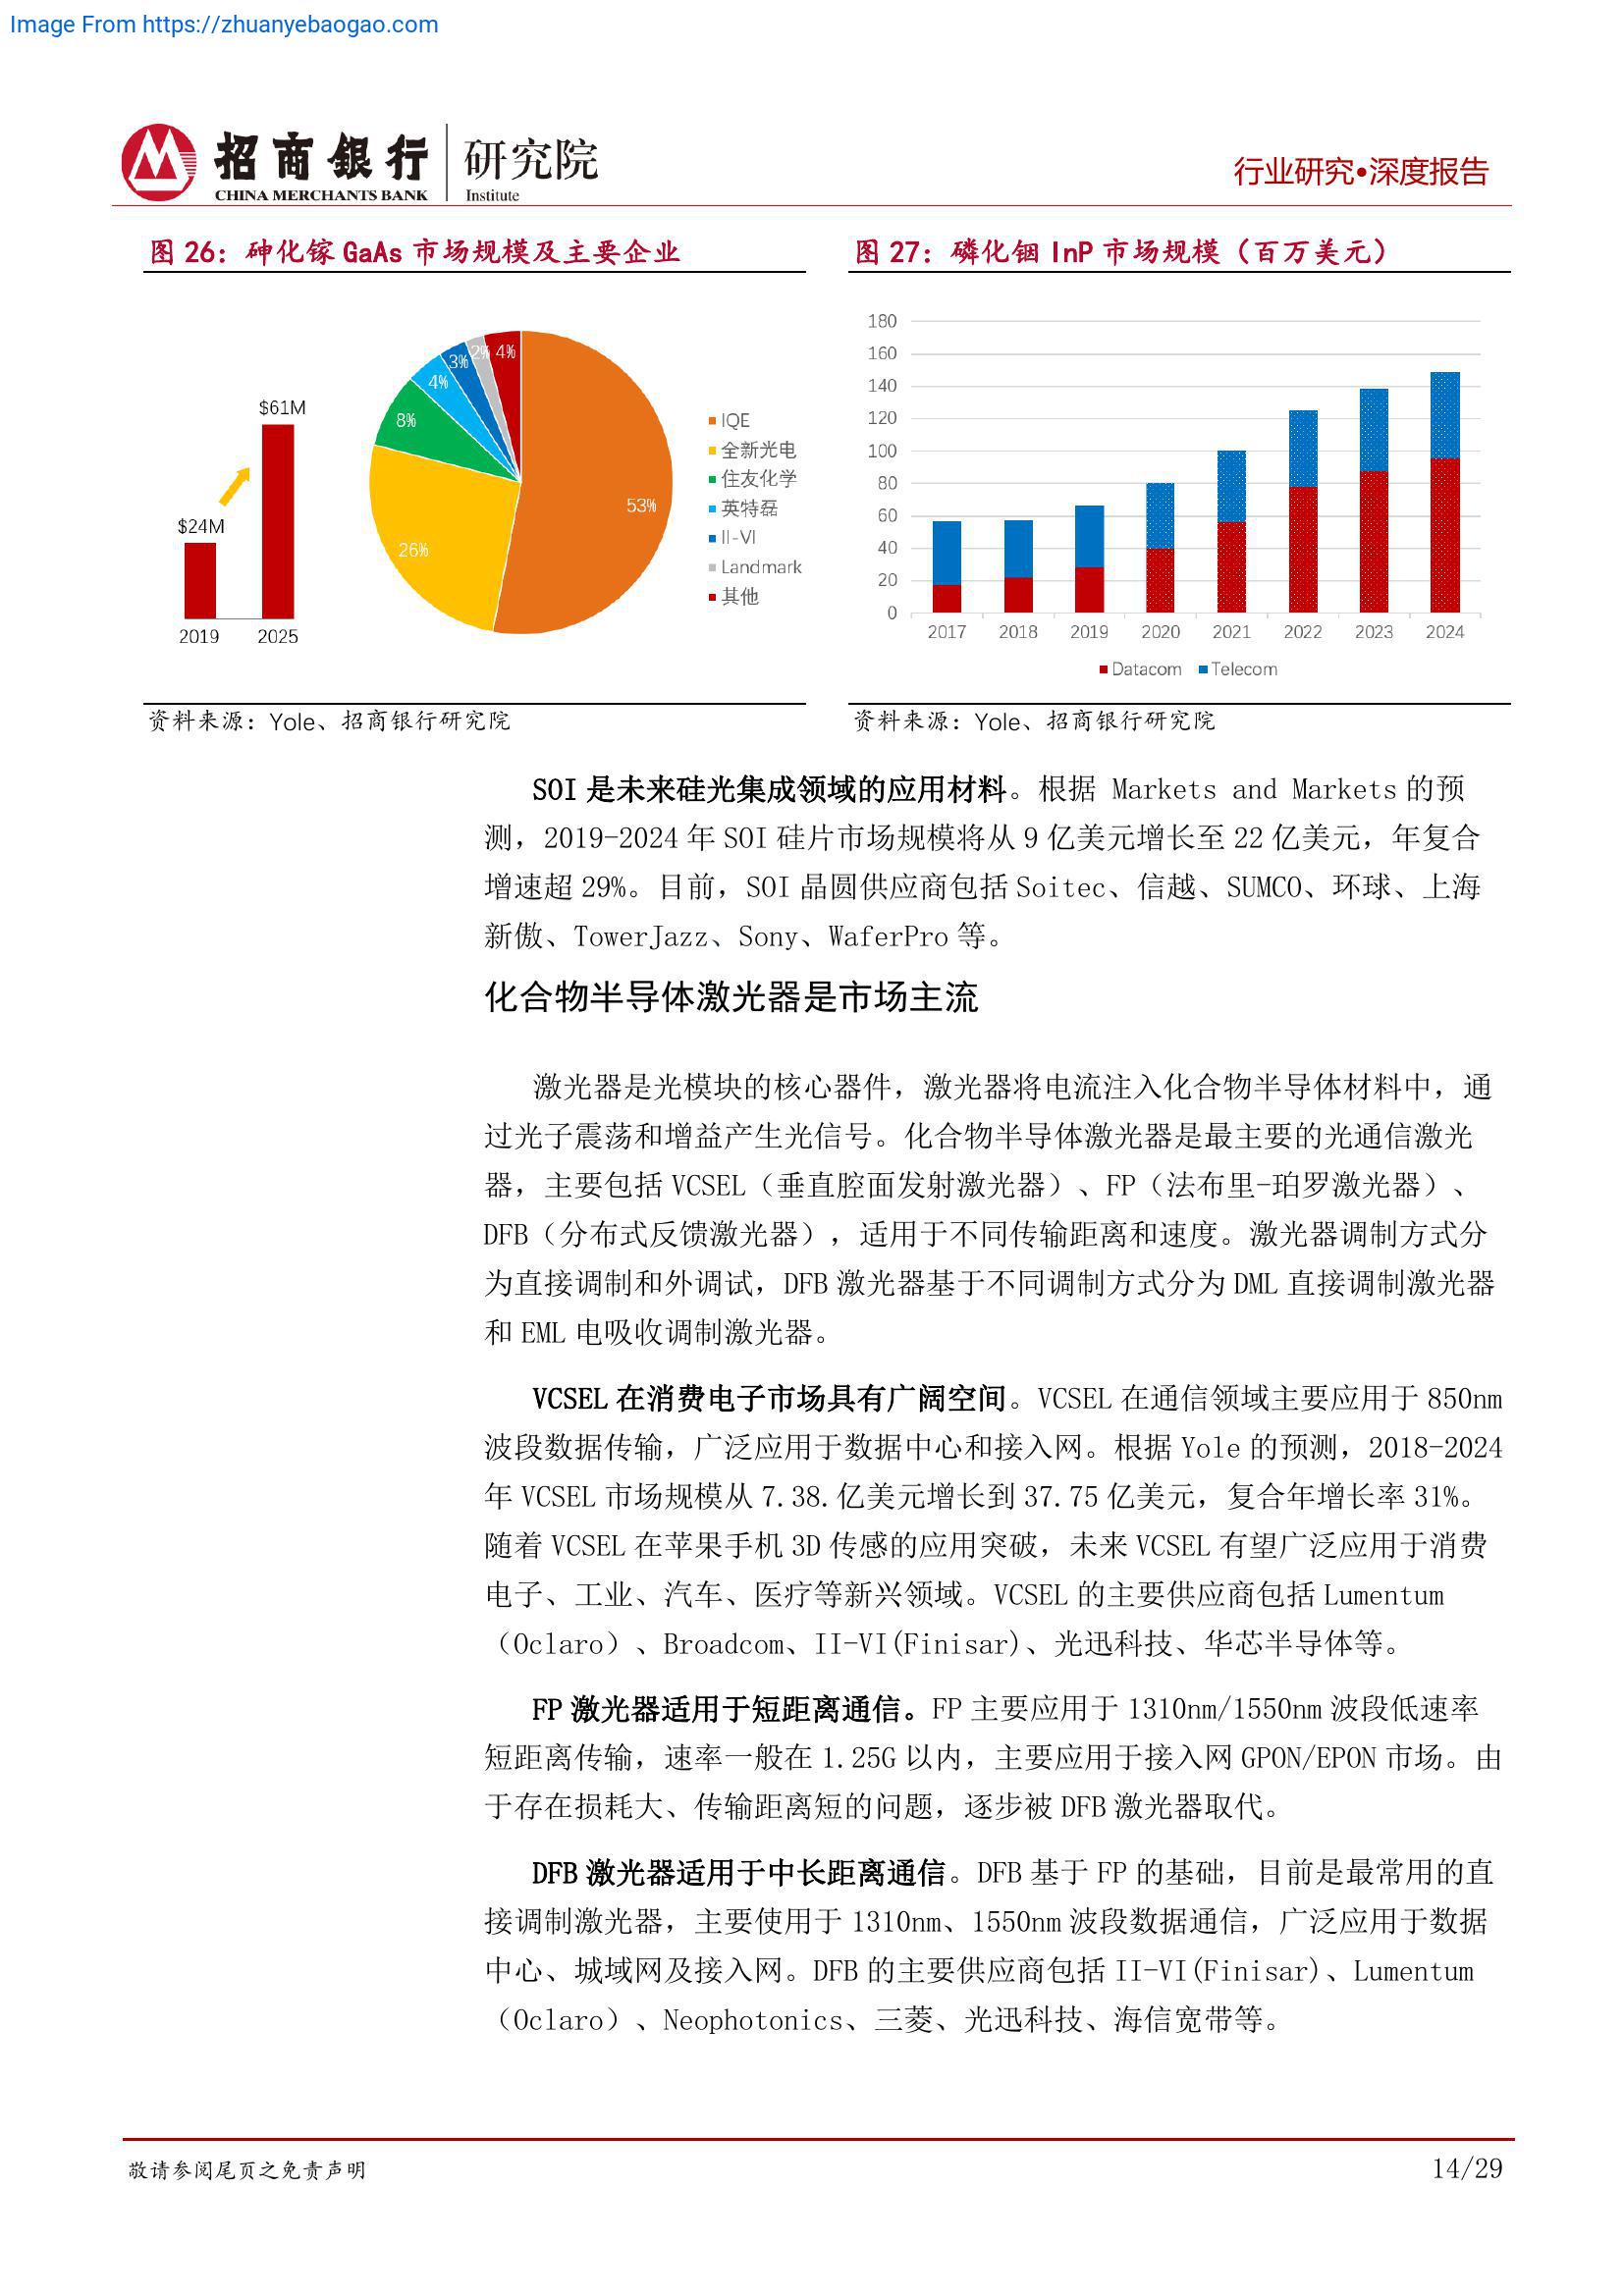 Image From https://zhuanyebaogao.com
招商銀行 研究院
CHINA MERCHANTS BANK Institute
行业研究•深度报告
图 26：砷化镓 GaAs 市场规模及主要企业
$24M
$61M
2019 2025
53%
26%
8%
4%
3%
2%
4%
IQE
全新光电
住友化学
英特磊
II-VI
Landmark
其他
资料来源：Yole、招商银行研究院
图 27：磷化铟 InP 市场规模（百万美元）
180
160
140
120
100
80
60
40
20
0
2017 2018 2019 2020 2021 2022 2023 2024
Datacom Telecom
资料来源：Yole、招商银行研究院
SOI 是未来硅光集成领域的应用材料。根据 Markets and Markets 的预
测，2019-2024 年 SOI 硅片市场规模将从 9 亿美元增长至 22 亿美元，年复合
增速超 29%。目前，SOI 晶圆供应商包括 Soitec、信越、SUMCO、环球、上海
新傲、TowerJazz、Sony、WaferPro 等。
化合物半导体激光器是市场主流
激光器是光模块的核心器件，激光器将电流注入化合物半导体材料中，通
过光子震荡和增益产生光信号。化合物半导体激光器是最主要的光通信激光
器，主要包括 VCSEL（垂直腔面发射激光器）、FP（法布里-珀罗激光器）、
DFB（分布式反馈激光器），适用于不同传输距离和速度。激光器调制方式分
为直接调制和外调试，DFB 激光器基于不同调制方式分为 DML 直接调制激光器
和 EML 电吸收调制激光器。
VCSEL 在消费电子市场具有广阔空间。VCSEL 在通信领域主要应用于 850nm
波段数据传输，广泛应用于数据中心和接入网。根据 Yole 的预测，2018-2024
年 VCSEL 市场规模从 7.38.亿美元增长到 37.75 亿美元，复合年增长率 31%。
随着 VCSEL 在苹果手机 3D 传感的应用突破，未来 VCSEL 有望广泛应用于消费
电子、工业、汽车、医疗等新兴领域。VCSEL 的主要供应商包括 Lumentum
（Oclaro）、Broadcom、II-VI(Finisar)、光迅科技、华芯半导体等。
FP 激光器适用于短距离通信。FP 主要应用于 1310nm/1550nm 波段低速率
短距离传输，速率一般在 1.25G 以内，主要应用于接入网 GPON/EPON 市场。由
于存在损耗大、传输距离短的问题，逐步被 DFB 激光器取代。
DFB 激光器适用于中长距离通信。DFB 基于 FP 的基础，目前是最常用的直
接调制激光器，主要使用于 1310nm、1550nm 波段数据通信，广泛应用于数据
中心、城域网及接入网。DFB 的主要供应商包括 II-VI(Finisar)、Lumentum
（Oclaro）、Neophotonics、三菱、光迅科技、海信宽带等。
敬请参阅尾页之免责声明
14/29